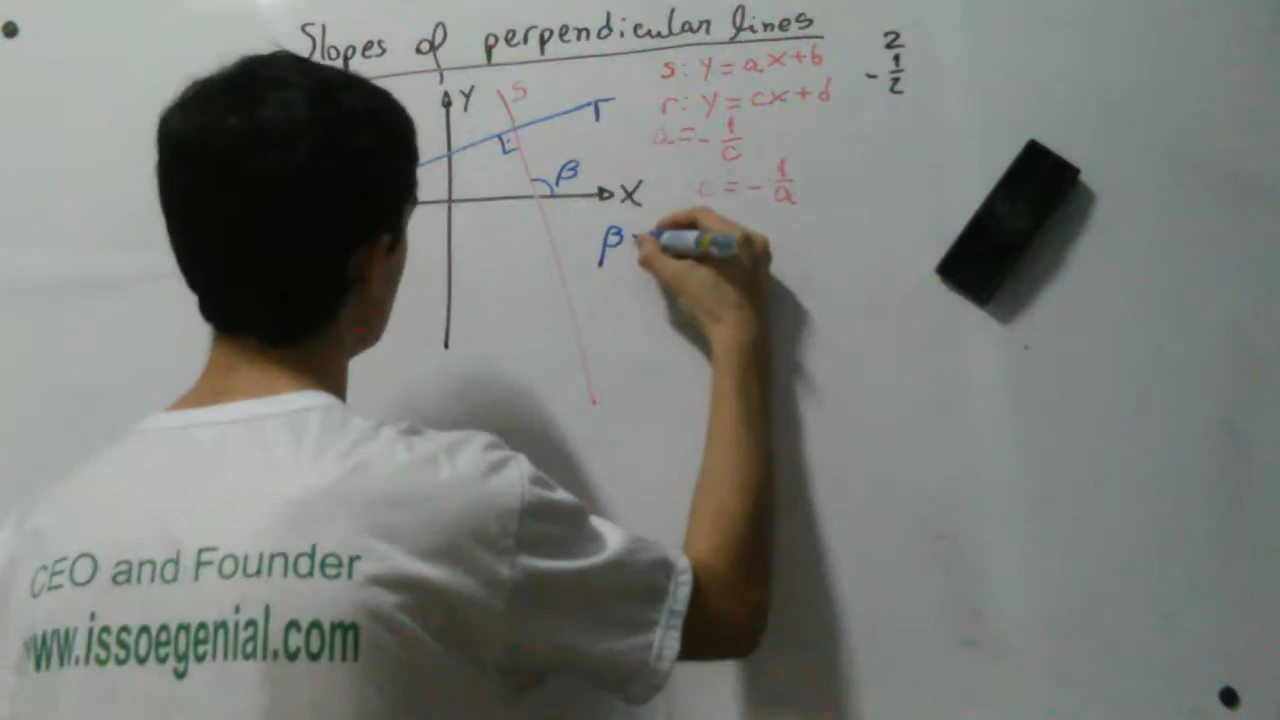 Slopes of perpendicular lines
s: y = ax + b
r: y = cx + d
a = - 1/c
c = - 1/a
2
- 1/2
Y
s
r
β
X
β
CEO and Founder
www.issoegenial.com